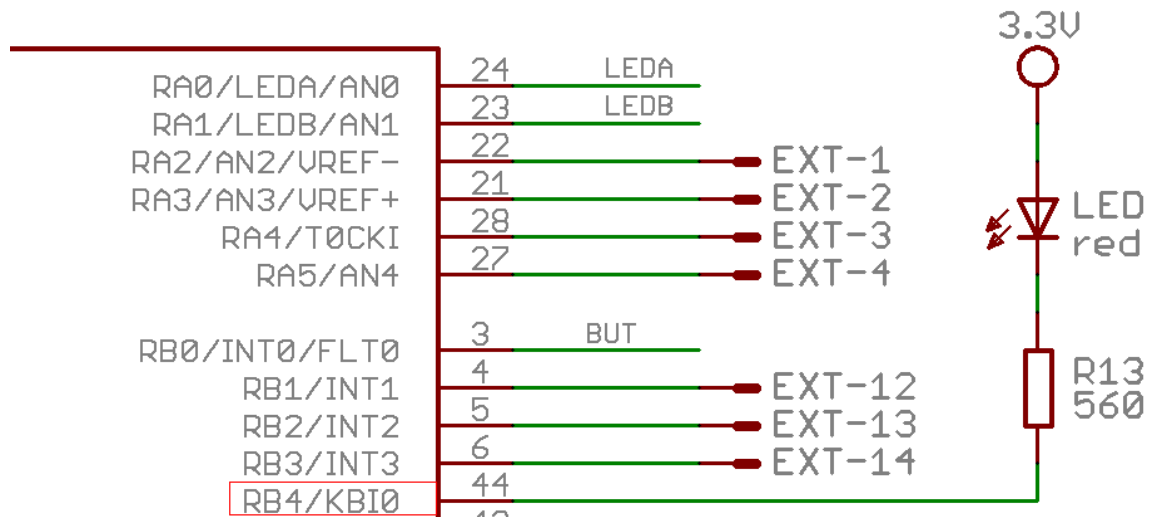 3.3V
RA0/LEDA/AN0 24 LEDA
RA1/LEDB/AN1 23 LEDB
RA2/AN2/VREF- 22 EXT-1
RA3/AN3/VREF+ 21 EXT-2
RA4/T0CKI 28 EXT-3
RA5/AN4 27 EXT-4
LED
red
RB0/INT0/FLT0 3 BUT
RB1/INT1 4 EXT-12
RB2/INT2 5 EXT-13
RB3/INT3 6 EXT-14
RB4/KBI0 44
R13
560